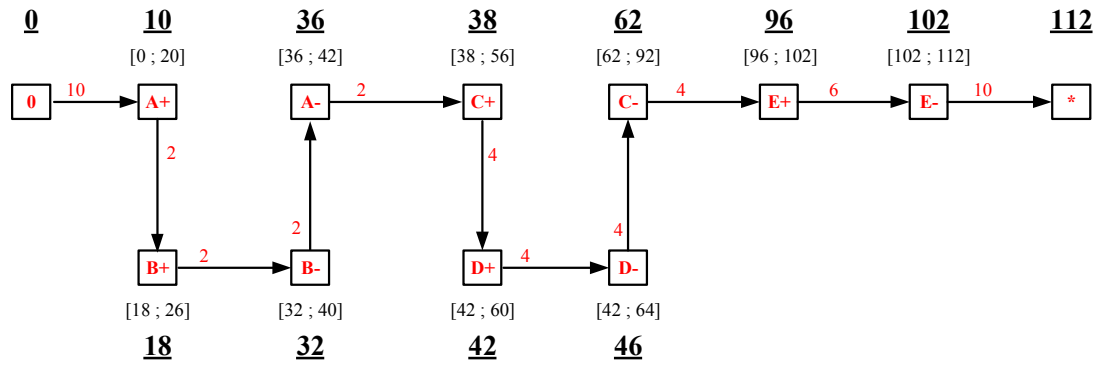 0 10 36 38 62 96 102 112
[0 ; 20] [36 ; 42] [38 ; 56] [62 ; 92] [96 ; 102] [102 ; 112]
0 10 A+ A- 2 C+ C- 4 E+ 6 E- 10 *
2 4
2 4
B+ 2 B- D+ 4 D-
[18 ; 26] [32 ; 40] [42 ; 60] [42 ; 64]
18 32 42 46